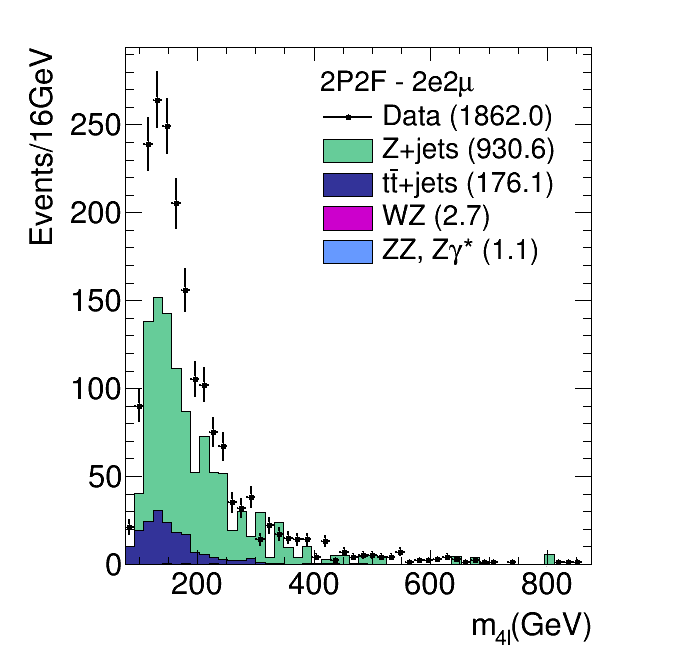 Events/16GeV
2P2F - 2e2μ
Data (1862.0)
Z+jets (930.6)
tt̄+jets (176.1)
WZ (2.7)
ZZ, Zγ* (1.1)
250
200
150
100
50
0
200 400 600 800
m4l(GeV)